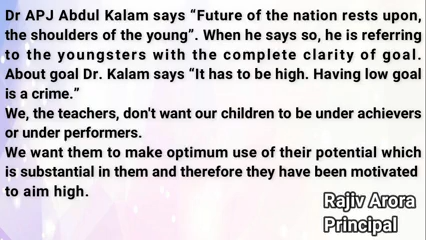 Dr APJ Abdul Kalam says “Future of the nation rests upon,
the shoulders of the young”. When he says so, he is referring
to the youngsters with the complete clarity of goal.
About goal Dr. Kalam says “It has to be high. Having low goal
is a crime.”
We, the teachers, don't want our children to be under achievers
or under performers.
We want them to make optimum use of their potential which
is substantial in them and therefore they have been motivated
to aim high.
Rajiv Arora
Principal